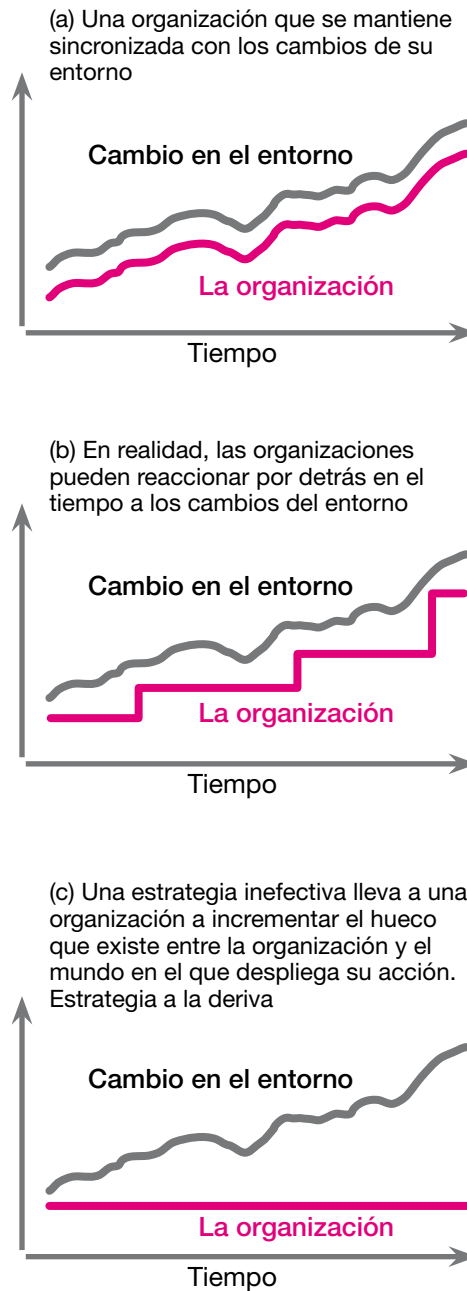 (a) Una organización que se mantiene
sincronizada con los cambios de su
entorno
Cambio en el entorno
La organización
Tiempo
(b) En realidad, las organizaciones
pueden reaccionar por detrás en el
tiempo a los cambios del entorno
Cambio en el entorno
La organización
Tiempo
(c) Una estrategia inefectiva lleva a una
organización a incrementar el hueco
que existe entre la organización y el
mundo en el que despliega su acción.
Estrategia a la deriva
Cambio en el entorno
La organización
Tiempo